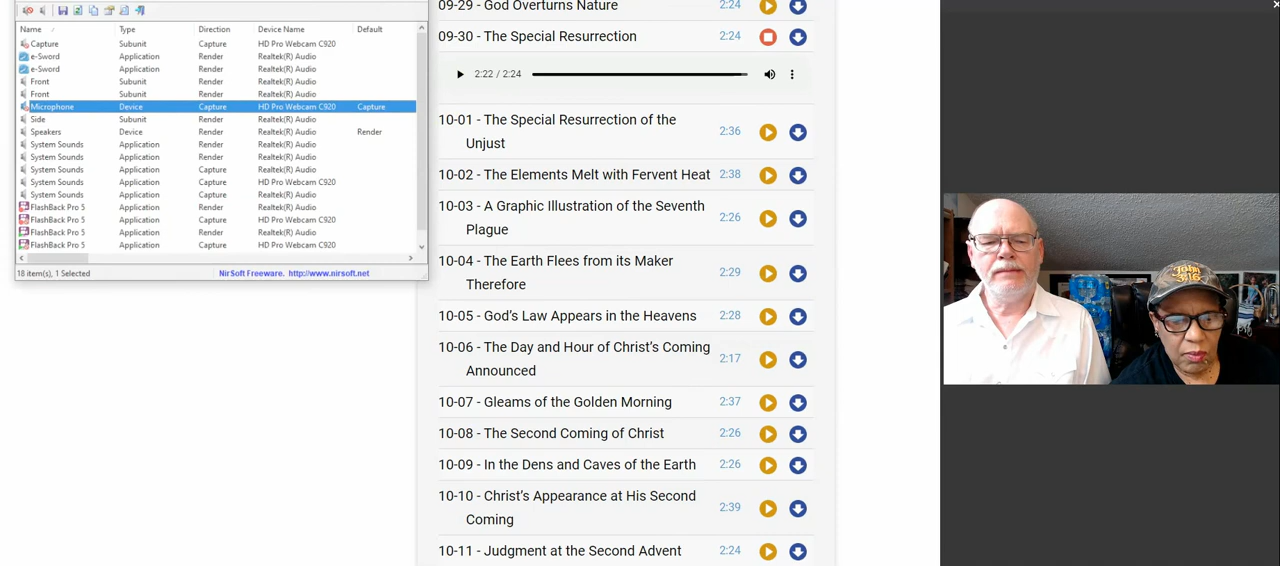 Name / Type Direction Device Name Default
Capture Subunit Capture HD Pro Webcam C920
e-Sword Application Render Realtek(R) Audio
e-Sword Application Render Realtek(R) Audio
Front Subunit Render Realtek(R) Audio
Front Subunit Render Realtek(R) Audio
Microphone Device Capture HD Pro Webcam C920 Capture
Side Subunit Render Realtek(R) Audio
Speakers Device Render Realtek(R) Audio Render
System Sounds Application Render Realtek(R) Audio
System Sounds Application Render Realtek(R) Audio
System Sounds Application Capture Realtek(R) Audio
System Sounds Application Capture HD Pro Webcam C920
System Sounds Application Render Realtek(R) Audio
FlashBack Pro 5 Application Render Realtek(R) Audio
FlashBack Pro 5 Application Capture HD Pro Webcam C920
FlashBack Pro 5 Application Render Realtek(R) Audio
FlashBack Pro 5 Application Capture HD Pro Webcam C920
18 item(s), 1 Selected NirSoft Freeware. http://www.nirsoft.net
09-29 - God Overturns Nature 2:24
09-30 - The Special Resurrection 2:24
2:22 / 2:24
10-01 - The Special Resurrection of the
Unjust 2:36
10-02 - The Elements Melt with Fervent Heat 2:38
10-03 - A Graphic Illustration of the Seventh
Plague 2:26
10-04 - The Earth Flees from its Maker
Therefore 2:29
10-05 - God's Law Appears in the Heavens 2:28
10-06 - The Day and Hour of Christ's Coming
Announced 2:17
10-07 - Gleams of the Golden Morning 2:37
10-08 - The Second Coming of Christ 2:26
10-09 - In the Dens and Caves of the Earth 2:26
10-10 - Christ's Appearance at His Second
Coming 2:39
10-11 - Judgment at the Second Advent 2:24
John
3:16